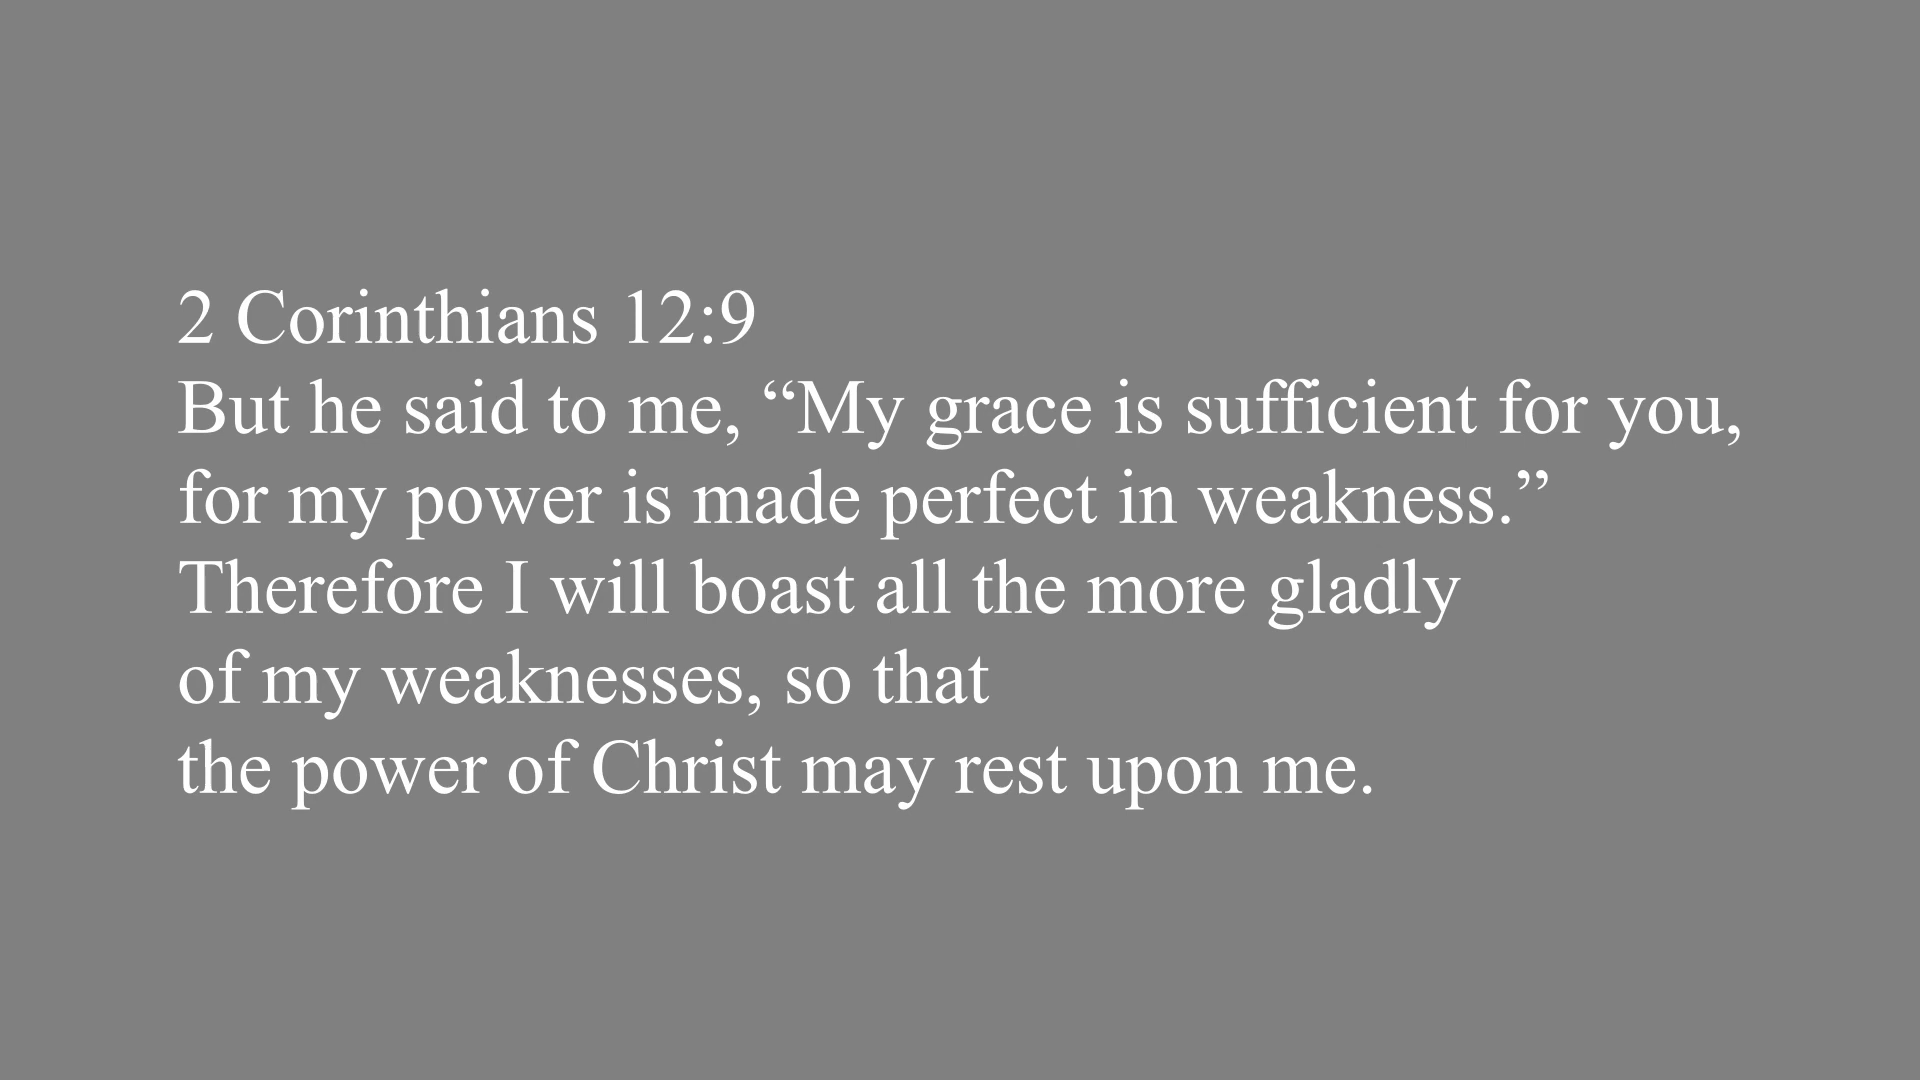 2 Corinthians 12:9
But he said to me, “My grace is sufficient for you,
for my power is made perfect in weakness.”
Therefore I will boast all the more gladly
of my weaknesses, so that
the power of Christ may rest upon me.